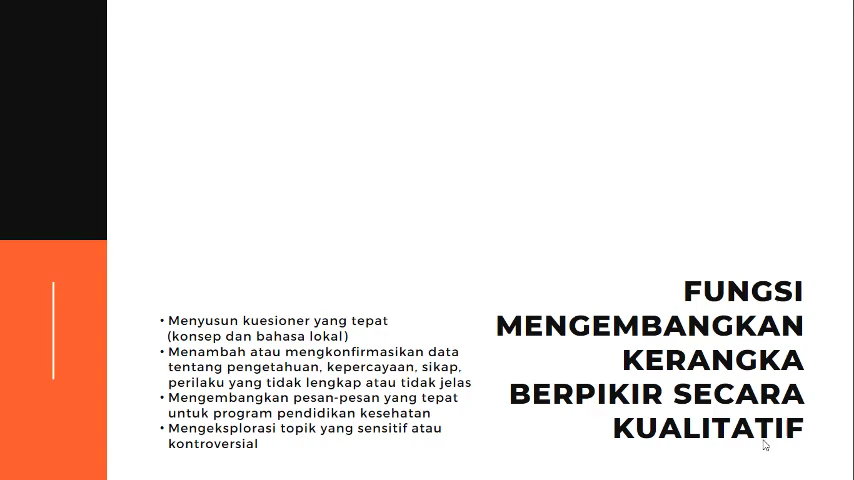 FUNGSI
MENGEMBANGKAN
KERANGKA
BERPIKIR SECARA
KUALITATIF
• Menyusun kuesioner yang tepat
(konsep dan bahasa lokal)
• Menambah atau mengkonfirmasikan data
tentang pengetahuan, kepercayaan, sikap,
perilaku yang tidak lengkap atau tidak jelas
• Mengembangkan pesan-pesan yang tepat
untuk program pendidikan kesehatan
• Mengeksplorasi topik yang sensitif atau
kontroversial